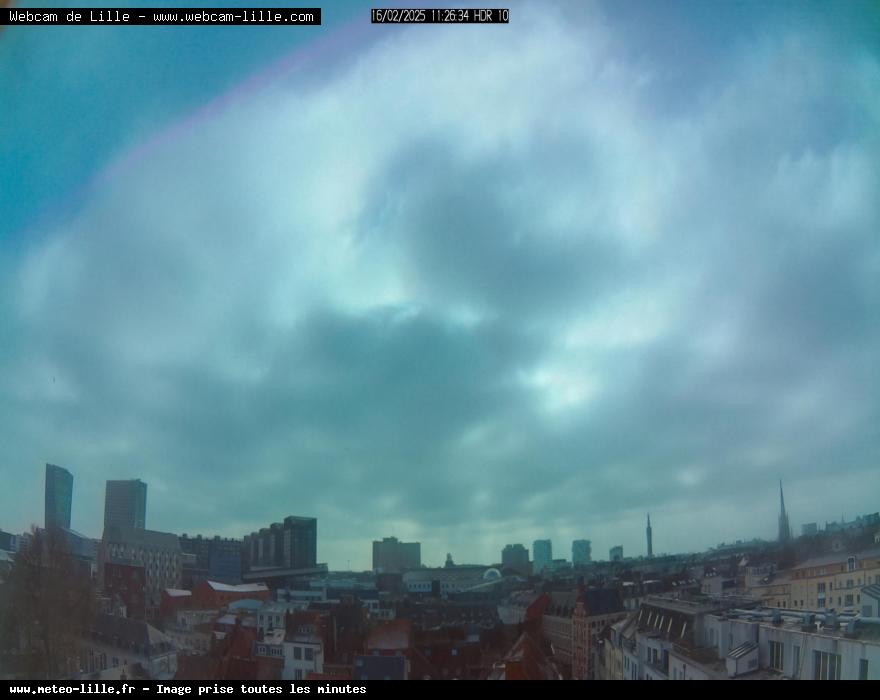 Webcam de Lille - www.webcam-lille.com
16/02/2025 11:26:34 HDR 10
www.meteo-lille.fr - Image prise toutes les minutes